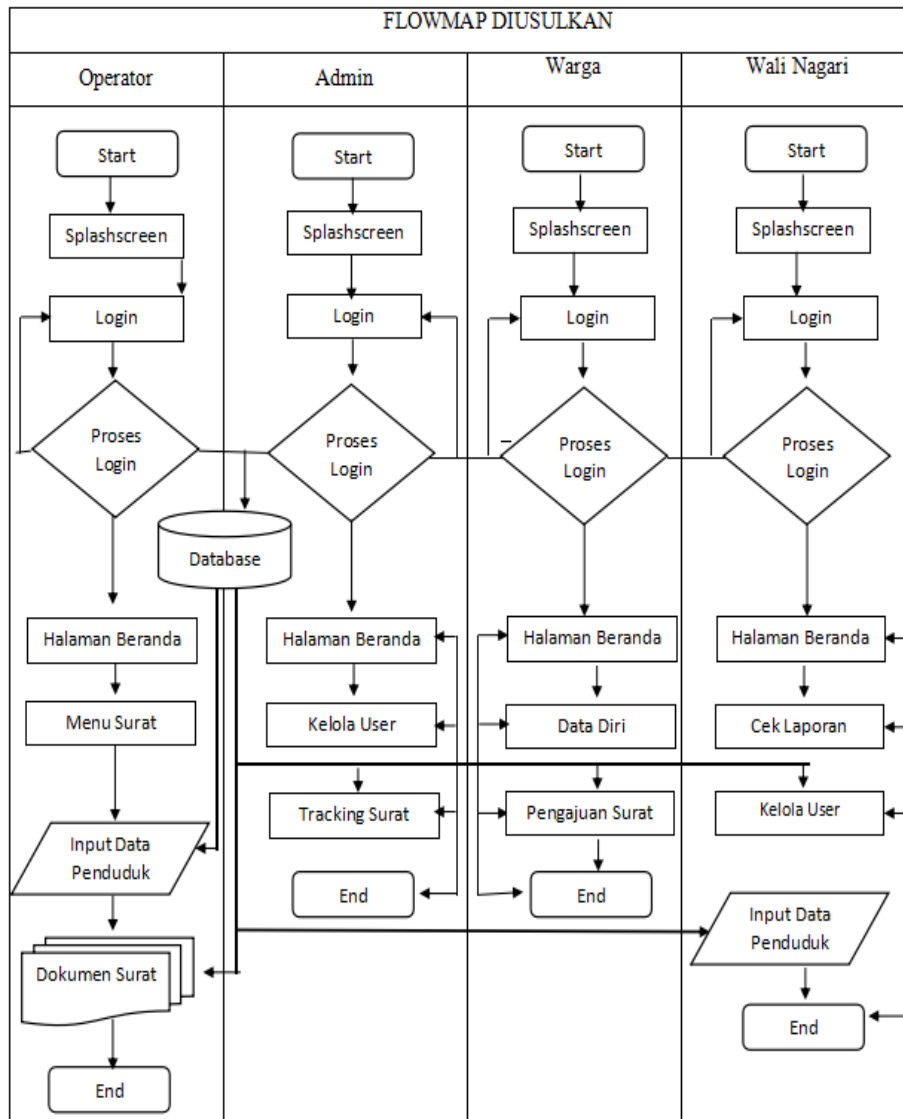 FLOWMAP DIUSULKAN
Operator
Admin
Warga
Wali Nagari
Start
Splashscreen
Login
Proses
Login
Database
Halaman Beranda
Menu Surat
Input Data
Penduduk
Dokumen Surat
End
Start
Splashscreen
Login
Proses
Login
Halaman Beranda
Kelola User
Tracking Surat
End
Start
Splashscreen
Login
Proses
Login
Halaman Beranda
Data Diri
Pengajuan Surat
End
Start
Splashscreen
Login
Proses
Login
Halaman Beranda
Cek Laporan
Kelola User
Input Data
Penduduk
End